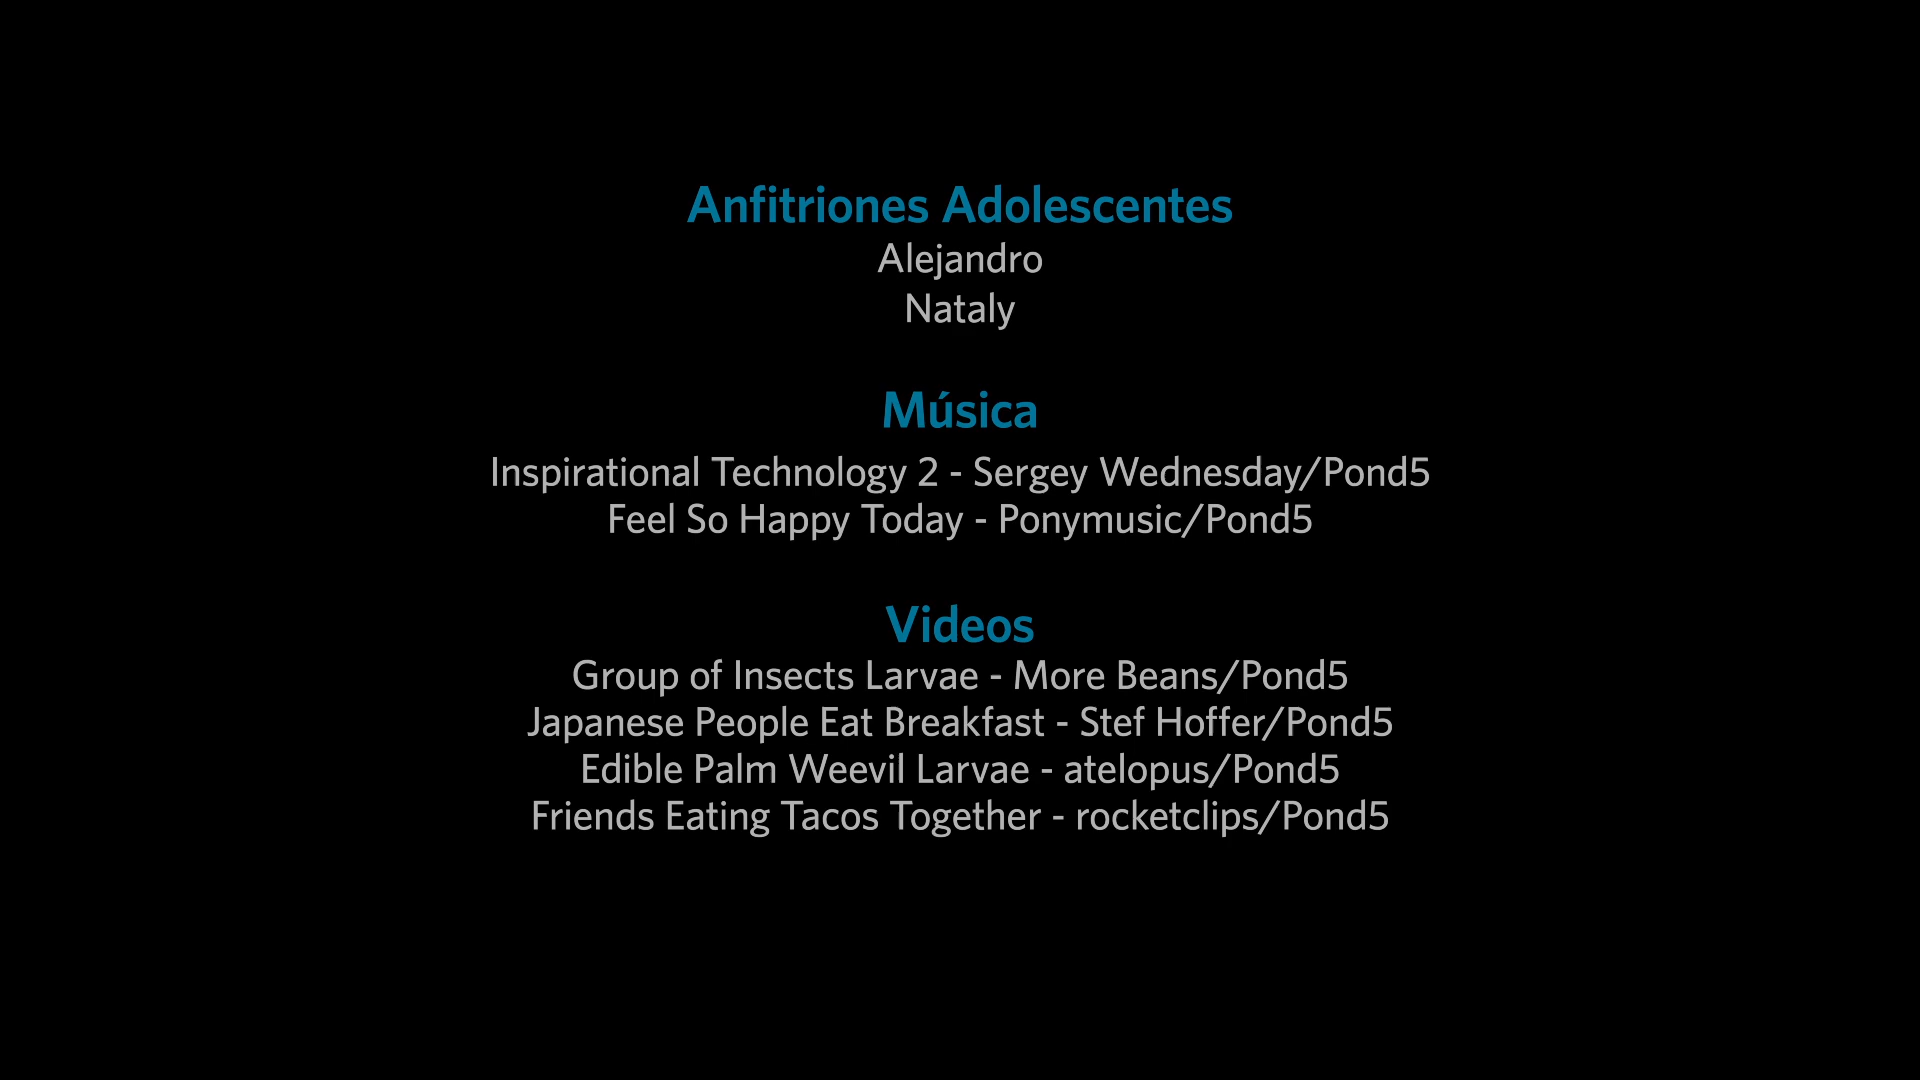 Anfitriones Adolescentes
Alejandro
Nataly
Música
Inspirational Technology 2 - Sergey Wednesday/Pond5
Feel So Happy Today - Ponymusic/Pond5
Videos
Group of Insects Larvae - More Beans/Pond5
Japanese People Eat Breakfast - Stef Hoffer/Pond5
Edible Palm Weevil Larvae - atelopus/Pond5
Friends Eating Tacos Together - rocketclips/Pond5